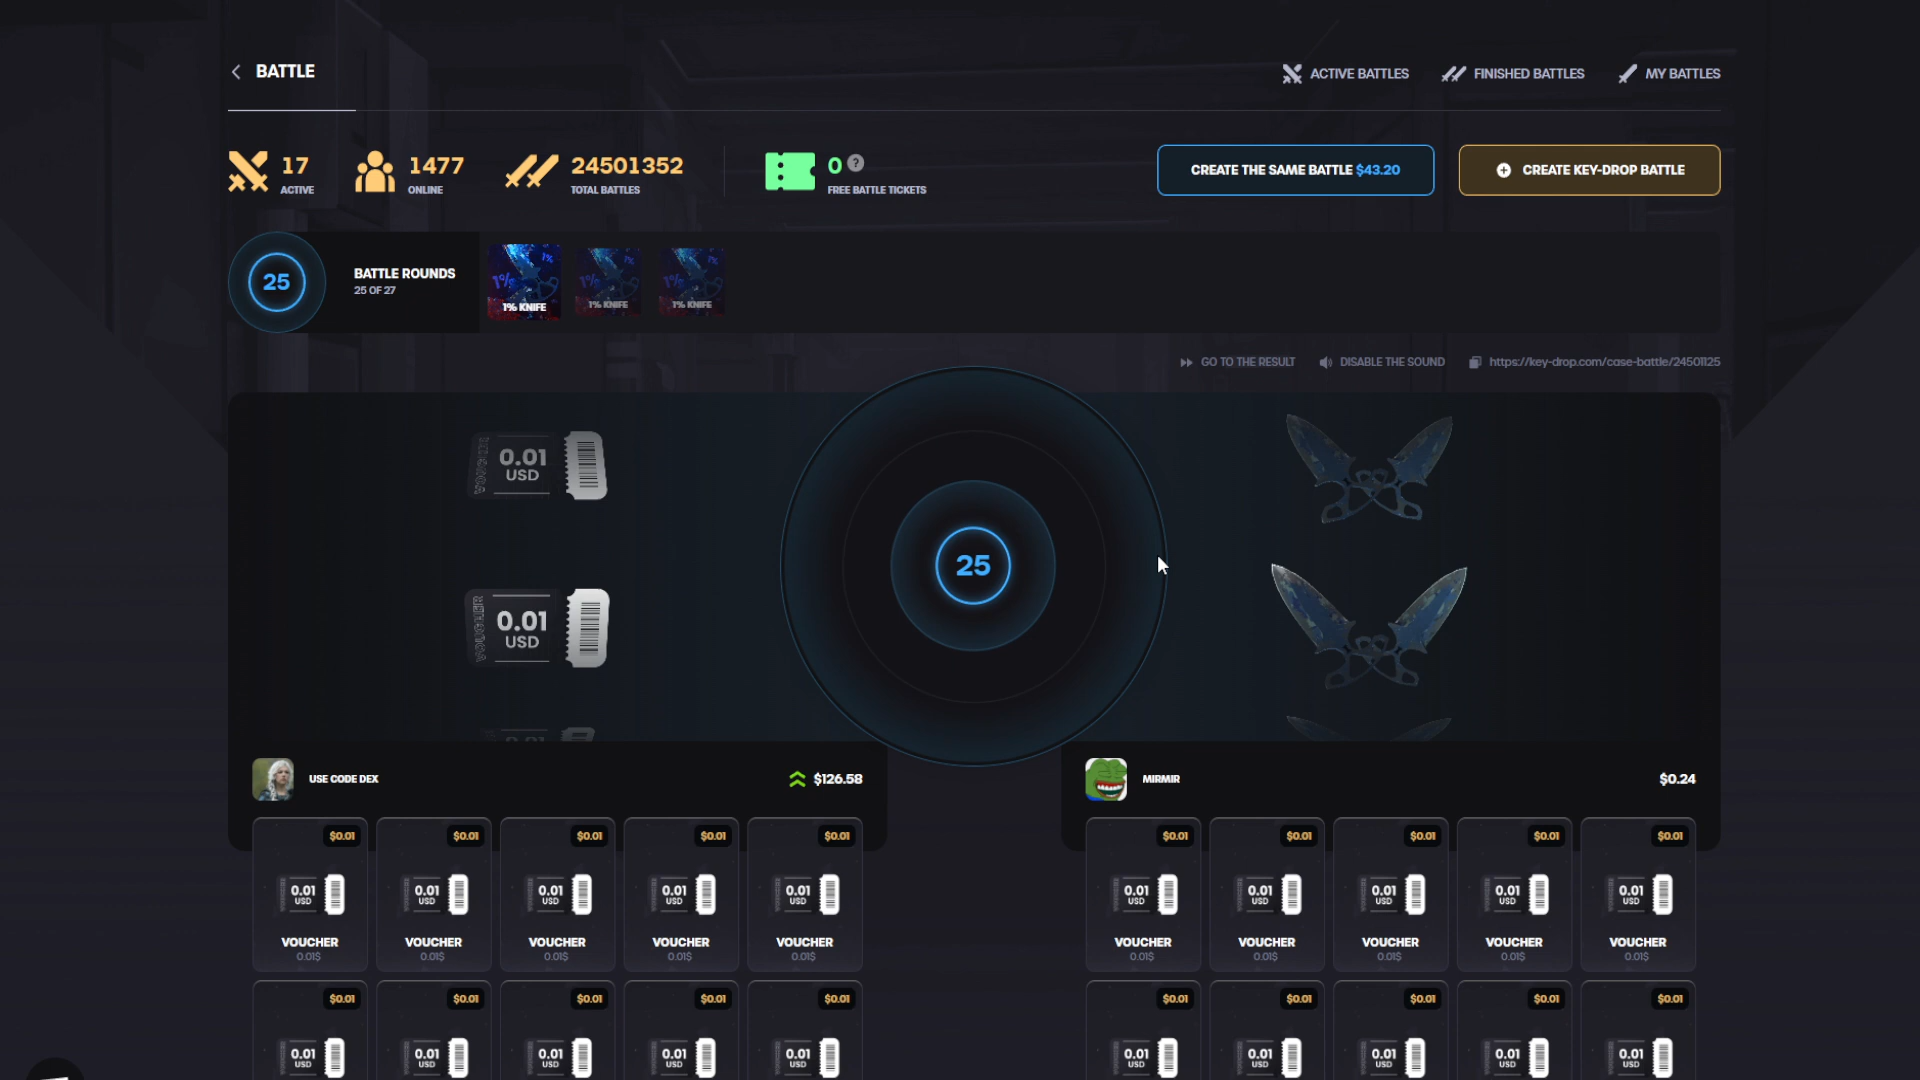 BATTLE
ACTIVE BATTLES
FINISHED BATTLES
MY BATTLES
17
ACTIVE
1477
ONLINE
24501352
TOTAL BATTLES
0 ?
FREE BATTLE TICKETS
CREATE THE SAME BATTLE $43.20
CREATE KEY-DROP BATTLE
25
BATTLE ROUNDS
25 OF 27
1%
1%
1% KNIFE
1%
1%
1% KNIFE
1%
1%
1% KNIFE
GO TO THE RESULT
DISABLE THE SOUND
https://key-drop.com/case-battle/24501125
VOUCHER
0.01
USD
VOUCHER
0.01
USD
25
USE CODE DEX
$126.58
MIRMIR
$0.24
$0.01 $0.01 $0.01 $0.01 $0.01
0.01 0.01 0.01 0.01 0.01
USD USD USD USD USD
VOUCHER VOUCHER VOUCHER VOUCHER VOUCHER
0.01$ 0.01$ 0.01$ 0.01$ 0.01$
$0.01 $0.01 $0.01 $0.01 $0.01
0.01 0.01 0.01 0.01 0.01
USD USD USD USD USD
$0.01 $0.01 $0.01 $0.01 $0.01
0.01 0.01 0.01 0.01 0.01
USD USD USD USD USD
VOUCHER VOUCHER VOUCHER VOUCHER VOUCHER
0.01$ 0.01$ 0.01$ 0.01$ 0.01$
$0.01 $0.01 $0.01 $0.01 $0.01
0.01 0.01 0.01 0.01 0.01
USD USD USD USD USD